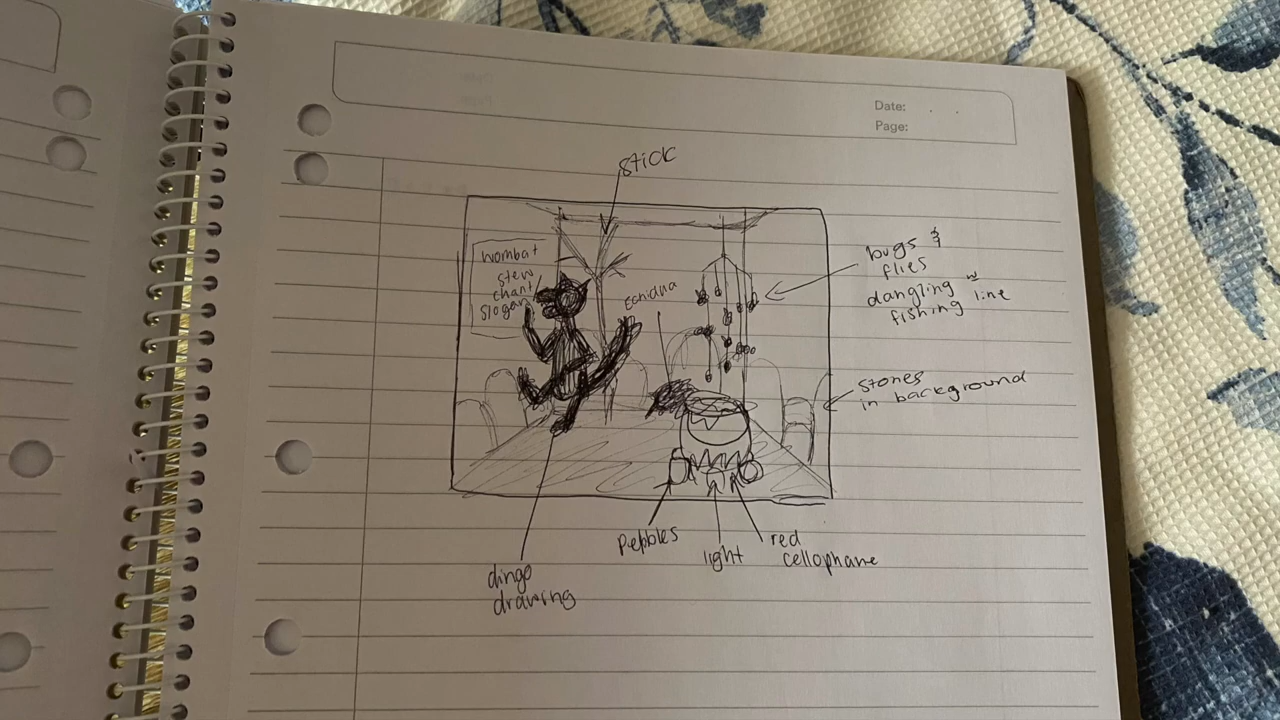 Date:
Page:
stick
wombat
stew
chant
slogan
Echidna
bugs &
flies
dangling w
fishing line
stones
in background
pebbles
light
red
cellophane
dingo
drawing